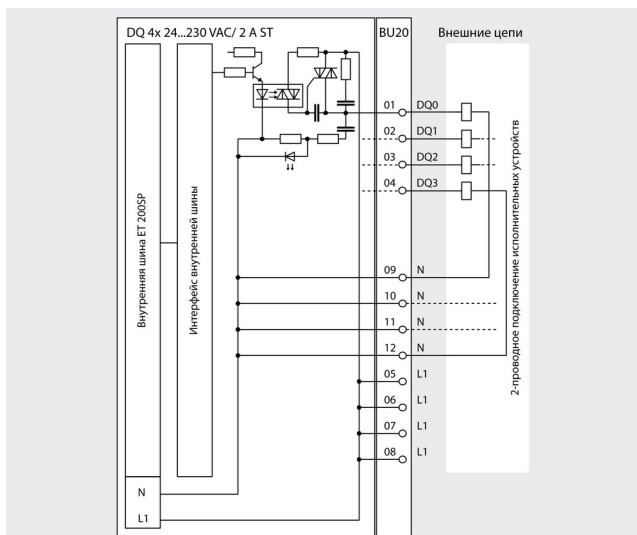 DQ 4x 24...230 VAC/ 2 A ST
BU20
Внешние цепи
Внутренняя шина ET 200SP
Интерфейс внутренней шины
01 DQ0
02 DQ1
03 DQ2
04 DQ3
09 N
10 N
11 N
12 N
05 L1
06 L1
07 L1
08 L1
2-проводное подключение исполнительных устройств
N
L1